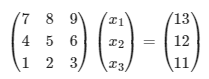 (7 8 9) (x₁) = (13)
(4 5 6) (x₂) = (12)
(1 2 3) (x₃) = (11)